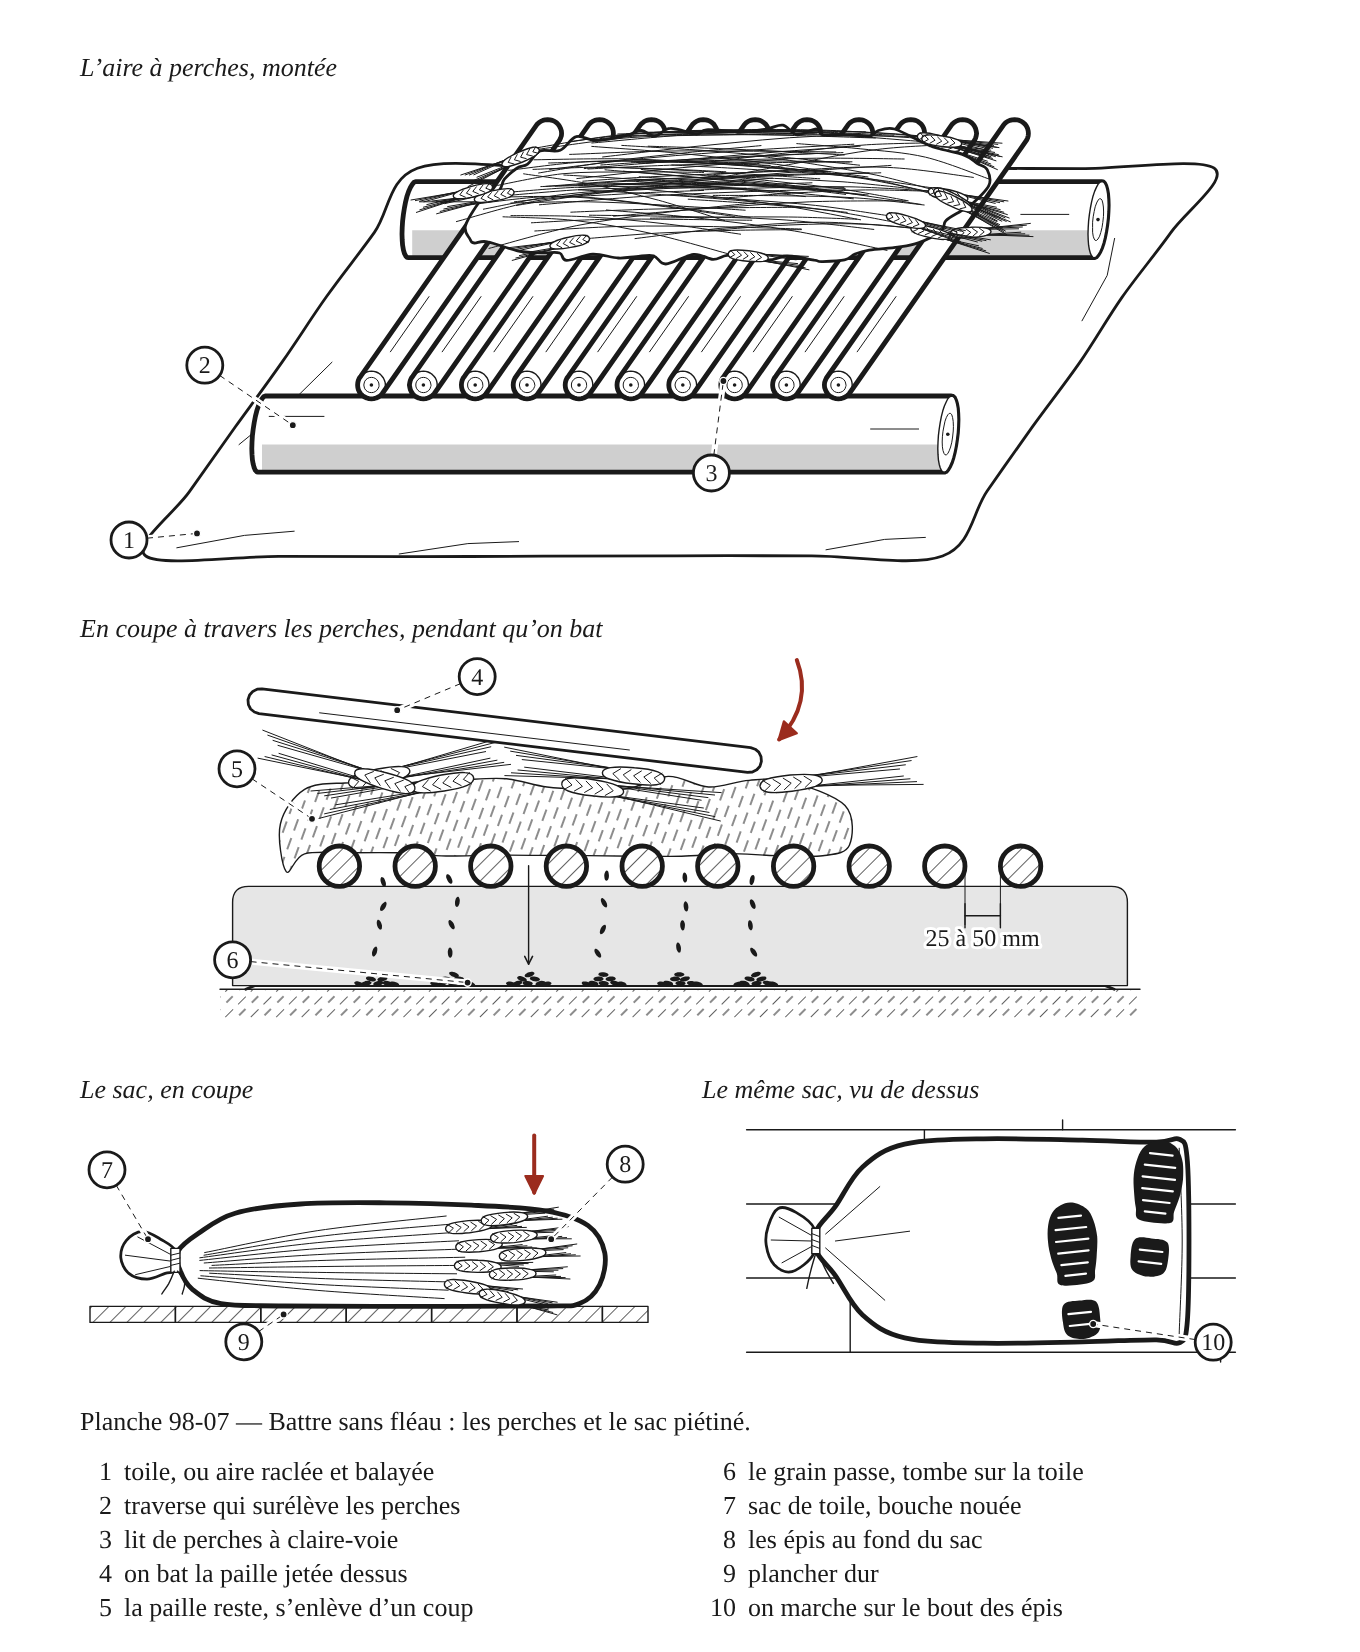 L’aire à perches, montée
2
3
1
En coupe à travers les perches, pendant qu’on bat
4
5
25 à 50 mm
6
Le sac, en coupe
Le même sac, vu de dessus
7
8
9
10
Planche 98-07 — Battre sans fléau : les perches et le sac piétiné.
1 toile, ou aire raclée et balayée
2 traverse qui surélève les perches
3 lit de perches à claire-voie
4 on bat la paille jetée dessus
5 la paille reste, s’enlève d’un coup
6 le grain passe, tombe sur la toile
7 sac de toile, bouche nouée
8 les épis au fond du sac
9 plancher dur
10 on marche sur le bout des épis